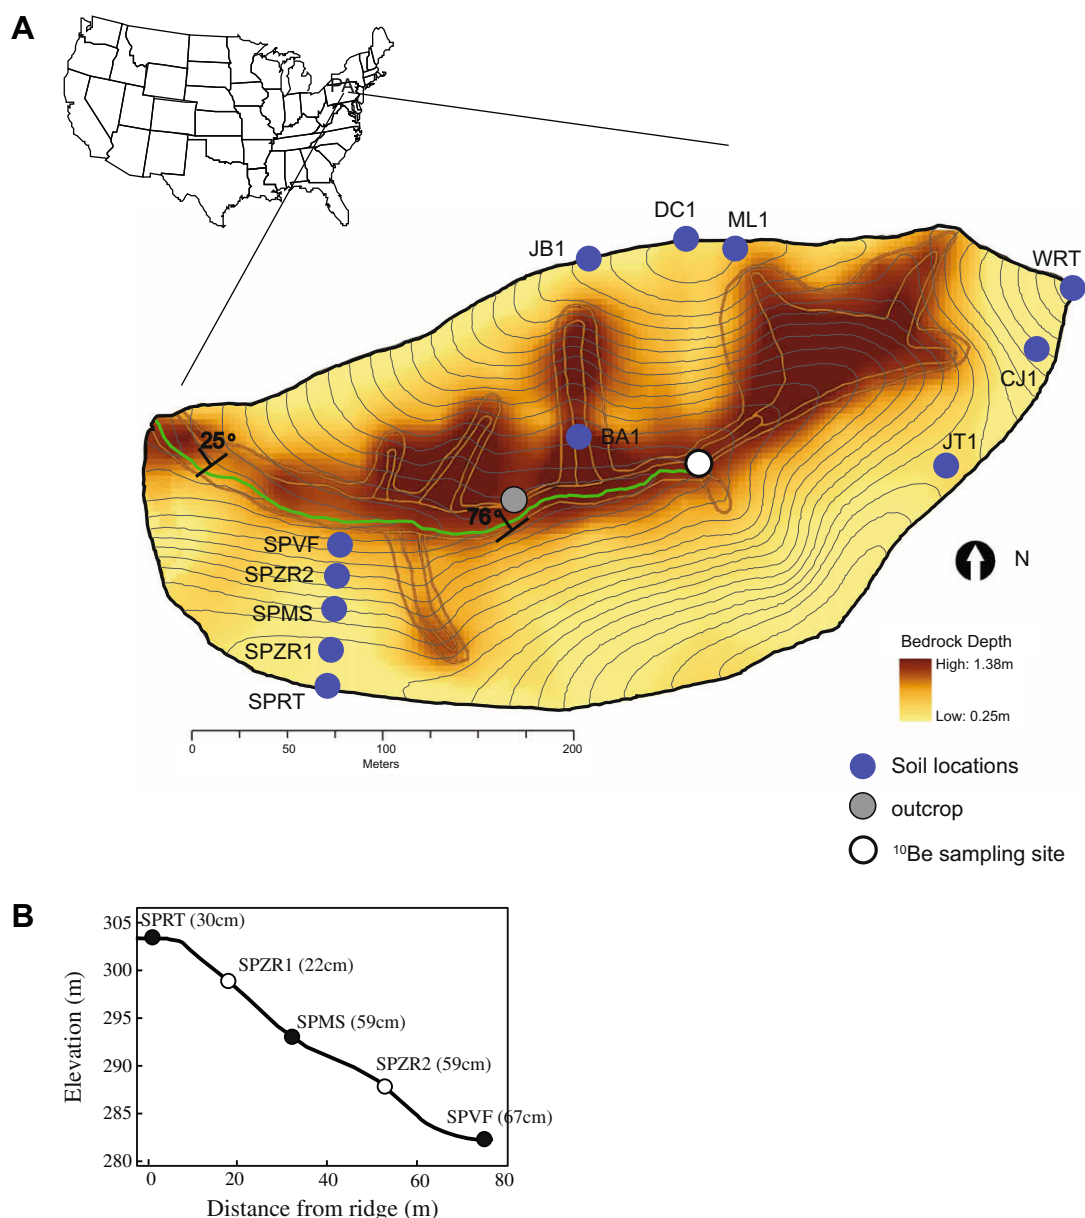 A
PA
DC1
ML1
JB1
WRT
CJ1
25°
BA1
JT1
76°
SPVF
SPZR2
N
SPMS
SPZR1
Bedrock Depth
High: 1.38m
SPRT
Low: 0.25m
0 50 100 200
Meters
Soil locations
outcrop
¹⁰Be sampling site
B
305
SPRT (30cm)
SPZR1 (22cm)
300
SPMS (59cm)
295
SPZR2 (59cm)
290
SPVF (67cm)
285
280
Elevation (m)
0 20 40 60 80
Distance from ridge (m)